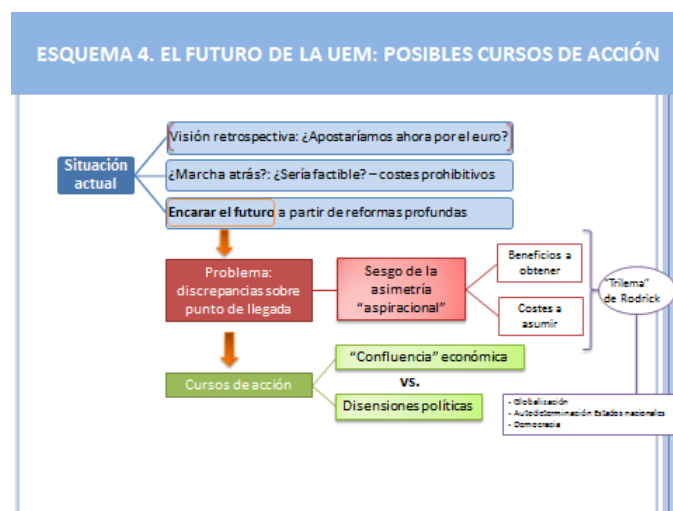 ESQUEMA 4. EL FUTURO DE LA UEM: POSIBLES CURSOS DE ACCIÓN
Situación
actual
Visión retrospectiva: ¿Apostaríamos ahora por el euro?
¿Marcha atrás?: ¿Sería factible? – costes prohibitivos
Encarar el futuro a partir de reformas profundas
Problema:
discrepancias sobre
punto de llegada
Sesgo de la
asimetría
"aspiracional"
Beneficios a
obtener
Costes a
asumir
"Trilema"
de Rodrick
Cursos de acción
"Confluencia" económica
vs.
Disensiones políticas
- Globalización
- Autodeterminación Estados nacionales
- Democracia